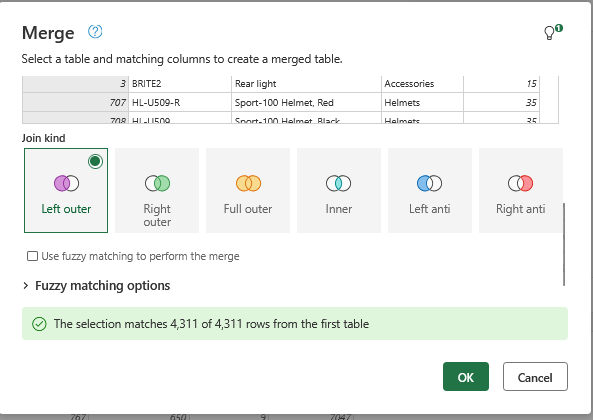 Merge
1
Select a table and matching columns to create a merged table.
3 BRITE2 Rear light Accessories 15
707 HL-U509-R Sport-100 Helmet, Red Helmets 35
708 HL-U509 Sport-100 Helmet, Black Helmets 35
Join kind
Left outer
Right outer
Full outer
Inner
Left anti
Right anti
Use fuzzy matching to perform the merge
Fuzzy matching options
The selection matches 4,311 of 4,311 rows from the first table
OK Cancel
767 650 9 7047